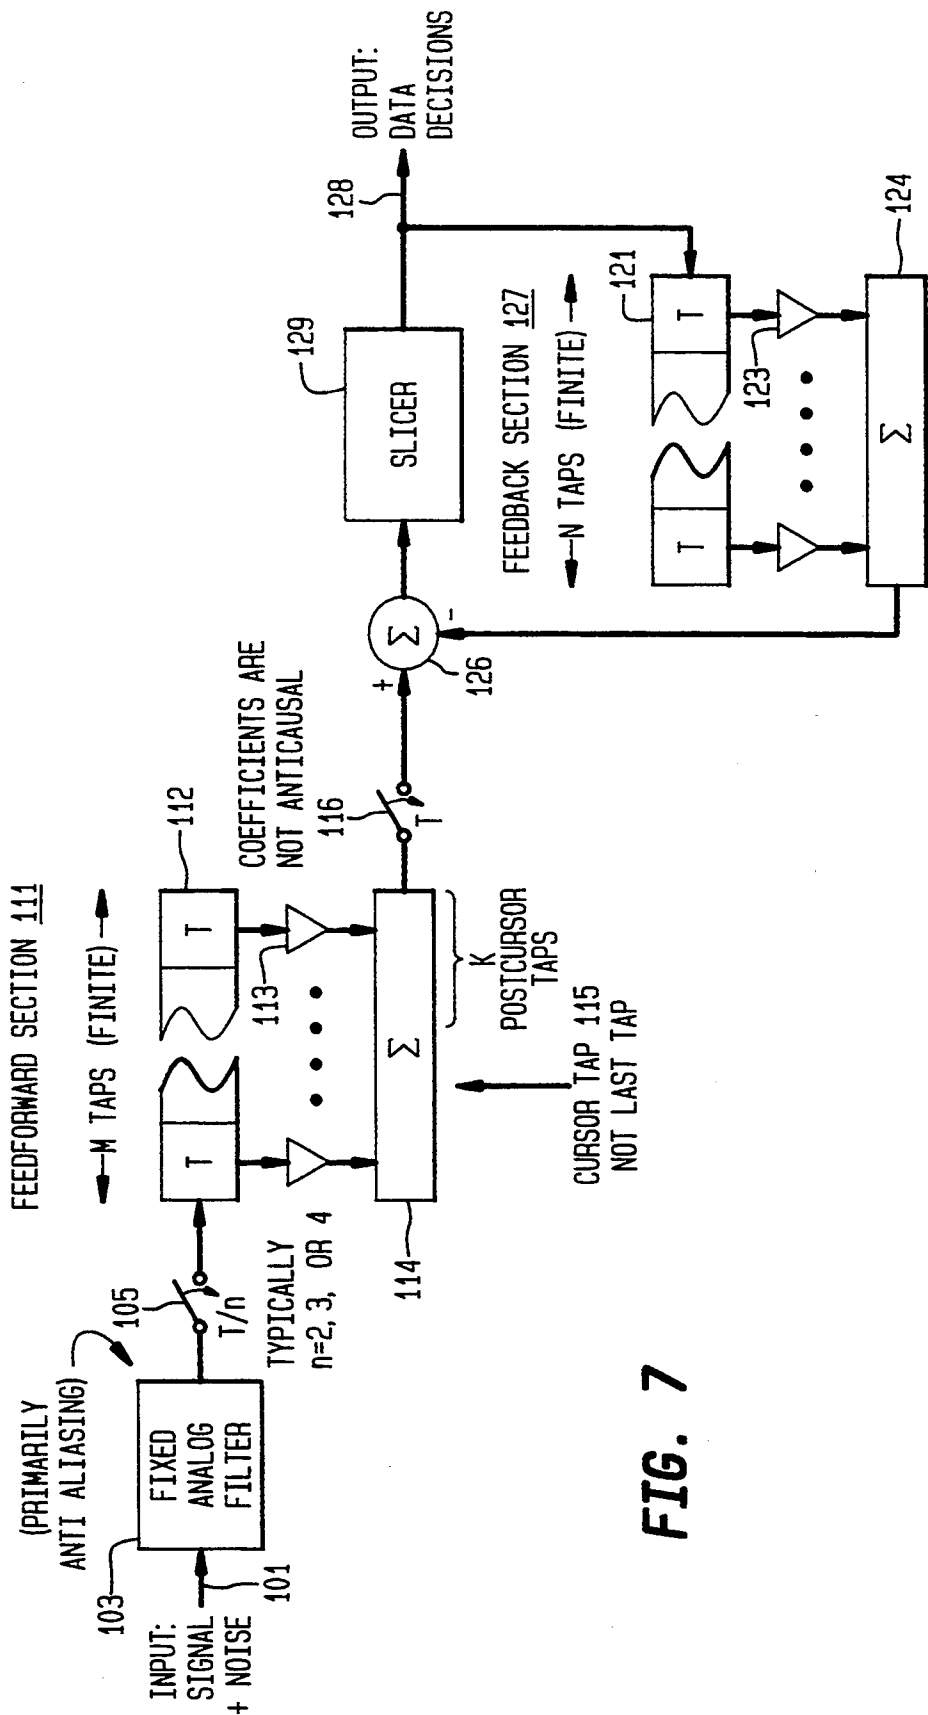 FEEDFORWARD SECTION 111
M TAPS (FINITE)
(PRIMARILY
ANTI ALIASING)
103
FIXED
ANALOG
FILTER
INPUT:
SIGNAL
+ NOISE
101
105
T/n
TYPICALLY
n=2, 3, OR 4
T
T
112
113
Σ
114
K
POSTCURSOR
TAPS
CURSOR TAP 115
NOT LAST TAP
COEFFICIENTS ARE
NOT ANTICAUSAL
116
T
+
Σ
-
126
SLICER
129
128
OUTPUT:
DATA
DECISIONS
FEEDBACK SECTION 127
N TAPS (FINITE)
T
T
121
123
Σ
124
FIG. 7